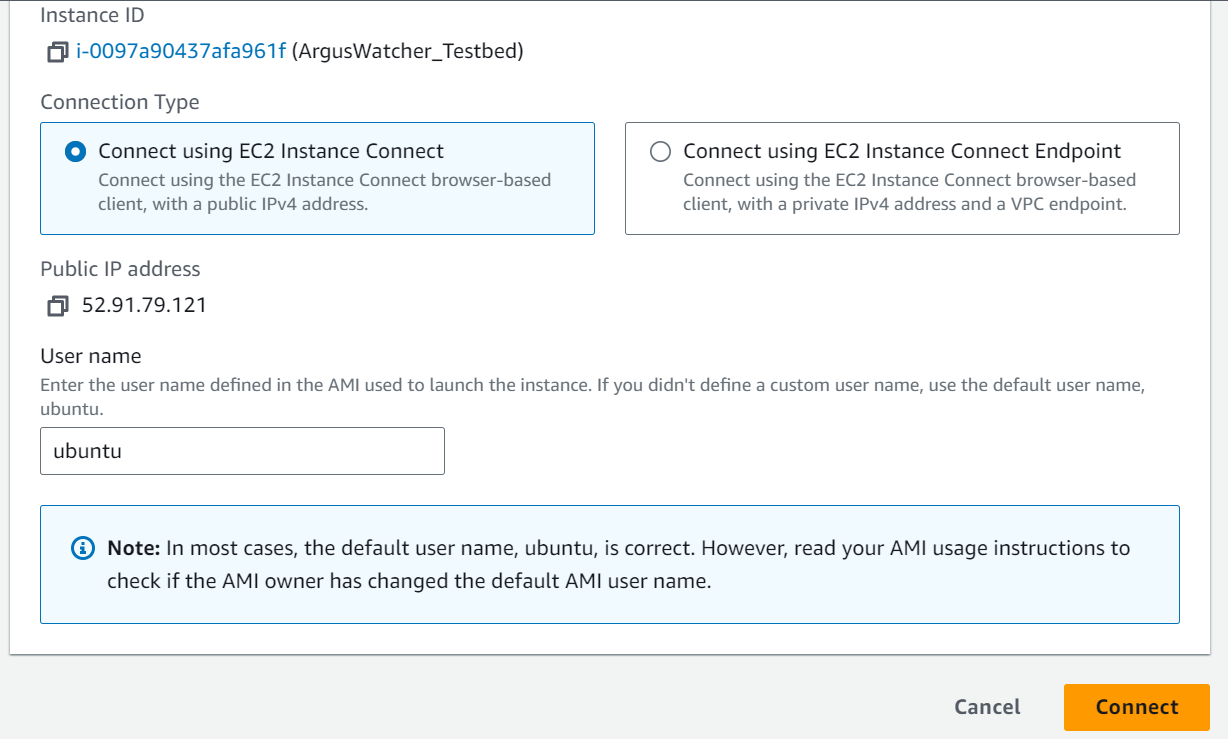 Instance ID
i-0097a90437afa961f (ArgusWatcher_Testbed)
Connection Type
Connect using EC2 Instance Connect
Connect using the EC2 Instance Connect browser-based
client, with a public IPv4 address.
Connect using EC2 Instance Connect Endpoint
Connect using the EC2 Instance Connect browser-based
client, with a private IPv4 address and a VPC endpoint.
Public IP address
52.91.79.121
User name
Enter the user name defined in the AMI used to launch the instance. If you didn't define a custom user name, use the default user name,
ubuntu.
ubuntu
Note: In most cases, the default user name, ubuntu, is correct. However, read your AMI usage instructions to
check if the AMI owner has changed the default AMI user name.
Cancel
Connect